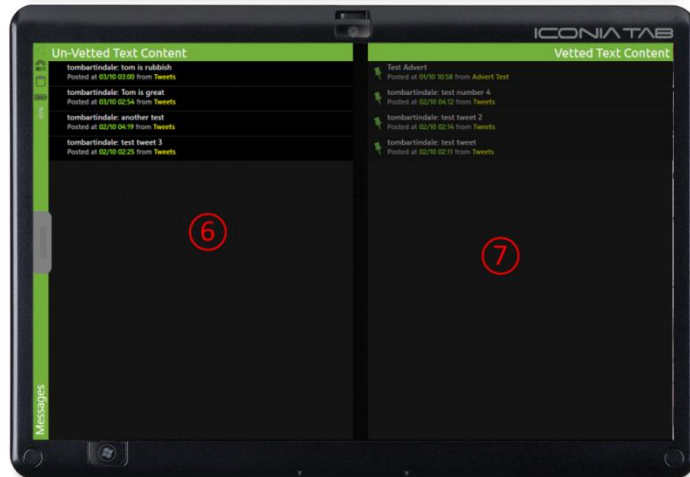 ICONIA TAB
Un-Vetted Text Content
tombartindale: tom is rubbish
Posted at 03/10 03:00 from Tweets
tombartindale: Tom is great
Posted at 03/10 02:54 from Tweets
tombartindale: another test
Posted at 02/10 04:19 from Tweets
tombartindale: test tweet 3
Posted at 02/10 02:25 from Tweets
6
Messages
Vetted Text Content
Test Advert
Posted at 01/10 10:58 from Advert Text
tombartindale: test number 4
Posted at 02/10 04:12 from Tweets
tombartindale: test tweet 2
Posted at 02/10 02:14 from Tweets
tombartindale: test tweet
Posted at 02/10 02:11 from Tweets
7